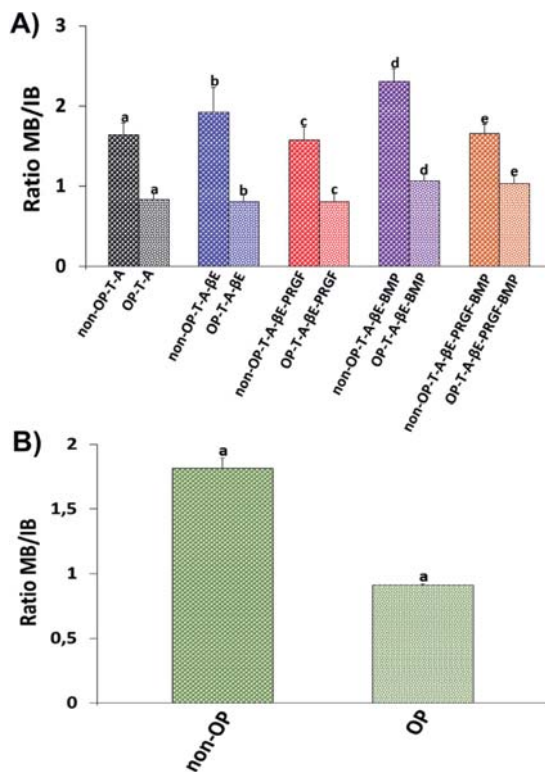 A)
Ratio MB/IB
3
2
1
0
a
a
b
b
c
c
d
d
e
e
non-OP-T-A
OP-T-A
non-OP-T-A-βE
OP-T-A-βE
non-OP-T-A-βE-PRGF
OP-T-A-βE-PRGF
non-OP-T-A-βE-BMP
OP-T-A-βE-BMP
non-OP-T-A-βE-PRGF-BMP
OP-T-A-βE-PRGF-BMP
B)
Ratio MB/IB
2
1,5
1
0,5
0
a
a
non-OP
OP